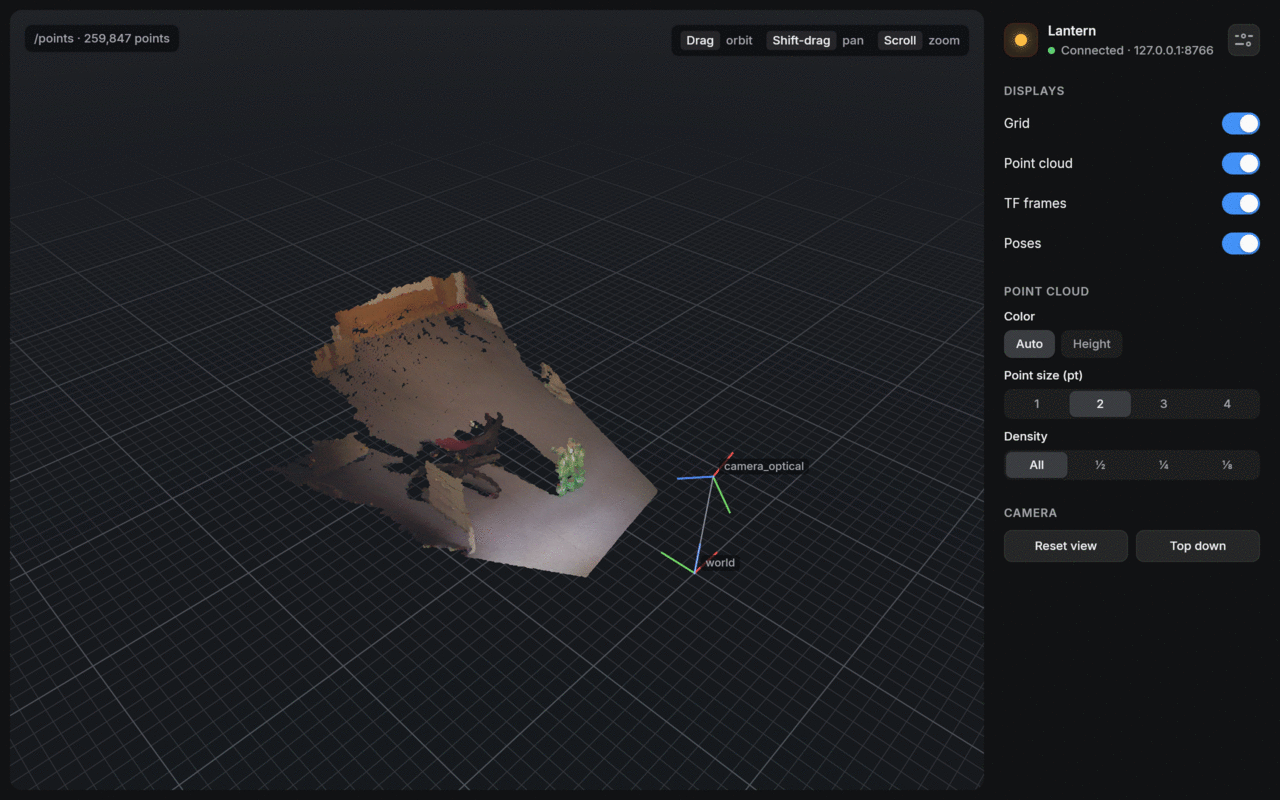 /points · 259,847 points
Drag orbit Shift-drag pan Scroll zoom
camera_optical
world
Lantern
Connected · 127.0.0.1:8766
DISPLAYS
Grid
Point cloud
TF frames
Poses
POINT CLOUD
Color
Auto Height
Point size (pt)
1 2 3 4
Density
All ½ ¼ ⅛
CAMERA
Reset view Top down